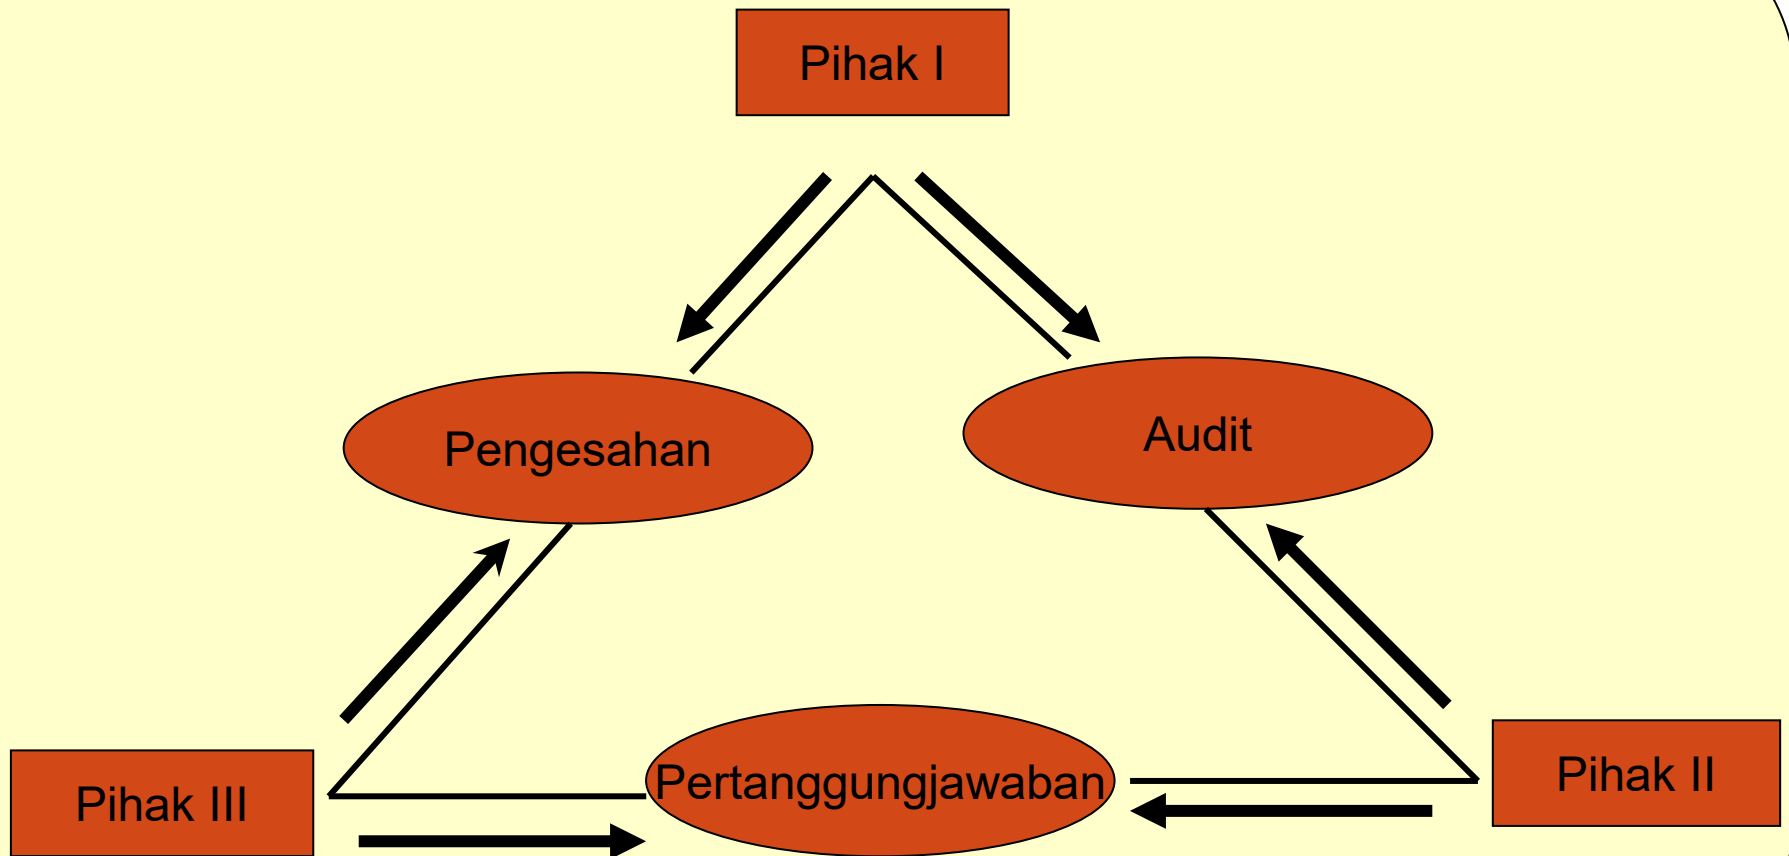 Pihak I
Pengesahan
Audit
Pertanggungjawaban
Pihak III
Pihak II